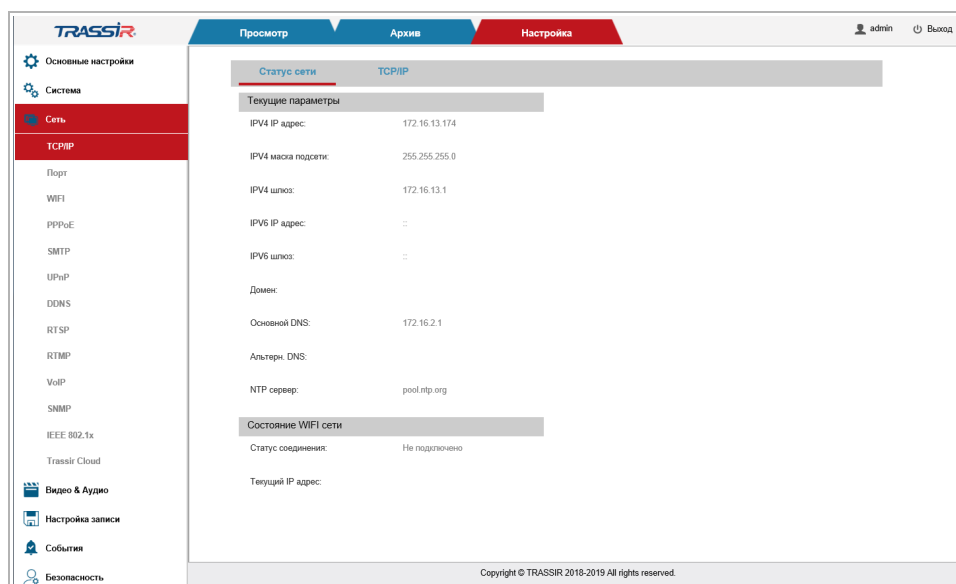 TRASSIR
Просмотр
Архив
Настройка
admin
Выход
Основные настройки
Система
Сеть
TCP/IP
Порт
WIFI
PPPoE
SMTP
UPnP
DDNS
RTSP
RTMP
VoIP
SNMP
IEEE 802.1x
Trassir Cloud
Видео & Аудио
Настройка записи
События
Безопасность
Статус сети
TCP/IP
Текущие параметры
IPV4 IP адрес: 172.16.13.174
IPV4 маска подсети: 255.255.255.0
IPV4 шлюз: 172.16.13.1
IPV6 IP адрес: ::
IPV6 шлюз: ::
Домен:
Основной DNS: 172.16.2.1
Альтерн. DNS:
NTP сервер: pool.ntp.org
Состояние WIFI сети
Статус соединения: Не подключено
Текущий IP адрес:
Copyright © TRASSIR 2018-2019 All rights reserved.